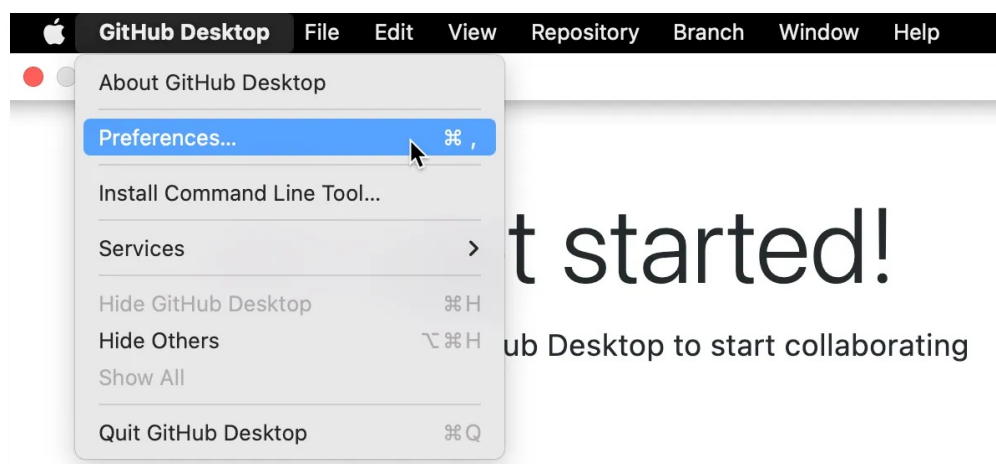 GitHub Desktop File Edit View Repository Branch Window Help
About GitHub Desktop
Preferences... ⌘ ,
Install Command Line Tool...
Services
Hide GitHub Desktop ⌘H
Hide Others ⌥⌘H
Show All
Quit GitHub Desktop ⌘Q
t started!
ub Desktop to start collaborating